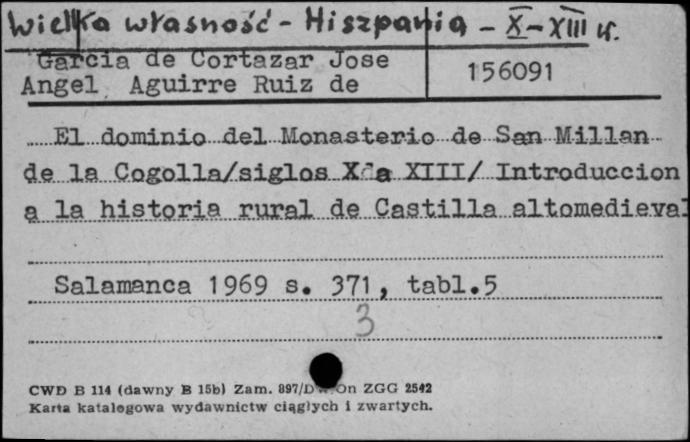 Wielka własność - Hiszpania - X-XIII w.
Garcia de Cortazar Jose
Angel Aguirre Ruiz de
156091
El dominio del Monasterio de San Millan
de la Cogolla/siglos X a XIII/ Introduccion
a la historia rural de Castilla altomedieval
Salamanca 1969 s. 371, tabl.5
3
CWD B 114 (dawny B 15b) Zam. 897/D On ZGG 2542
Karta katalogowa wydawnictw ciągłych i zwartych.